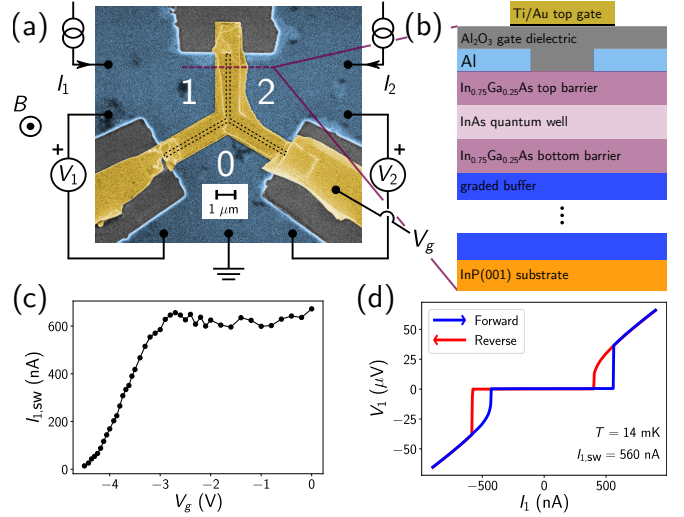 (a)
I₁
I₂
B
1
2
0
+
V₁
+
V₂
1 μm
V_g
(b)
Ti/Au top gate
Al₂O₃ gate dielectric
Al
In₀.₇₅Ga₀.₂₅As top barrier
InAs quantum well
In₀.₇₅Ga₀.₂₅As bottom barrier
graded buffer
InP(001) substrate
(c)
I₁,sw (nA)
600
400
200
0
−4
−3
−2
−1
0
V_g (V)
(d)
V₁ (μV)
50
25
0
−25
−50
Forward
Reverse
T = 14 mK
I₁,sw = 560 nA
−500
0
500
I₁ (nA)